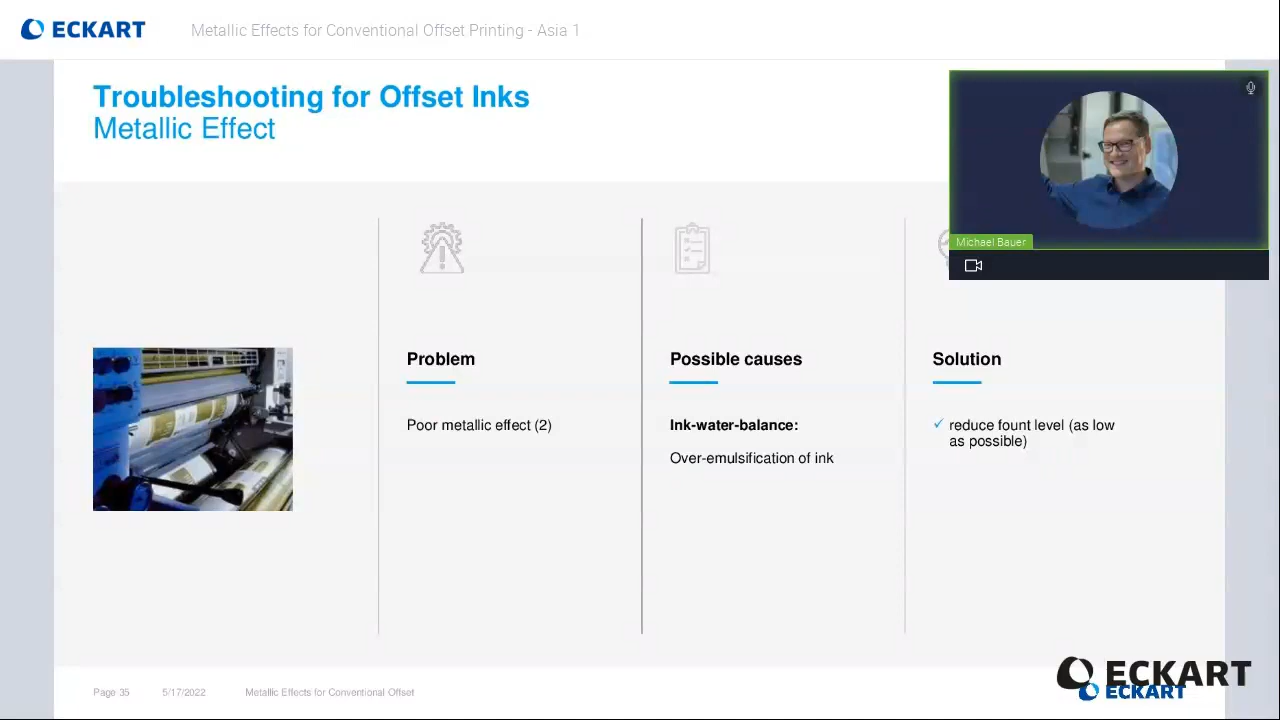 ECKART
Metallic Effects for Conventional Offset Printing - Asia 1
Troubleshooting for Offset Inks
Metallic Effect
Michael Bauer
Problem
Poor metallic effect (2)
Possible causes
Ink-water-balance:
Over-emulsification of ink
Solution
✓ reduce fount level (as low
as possible)
Page 35
5/17/2022
Metallic Effects for Conventional Offset
ECKART
ECKART